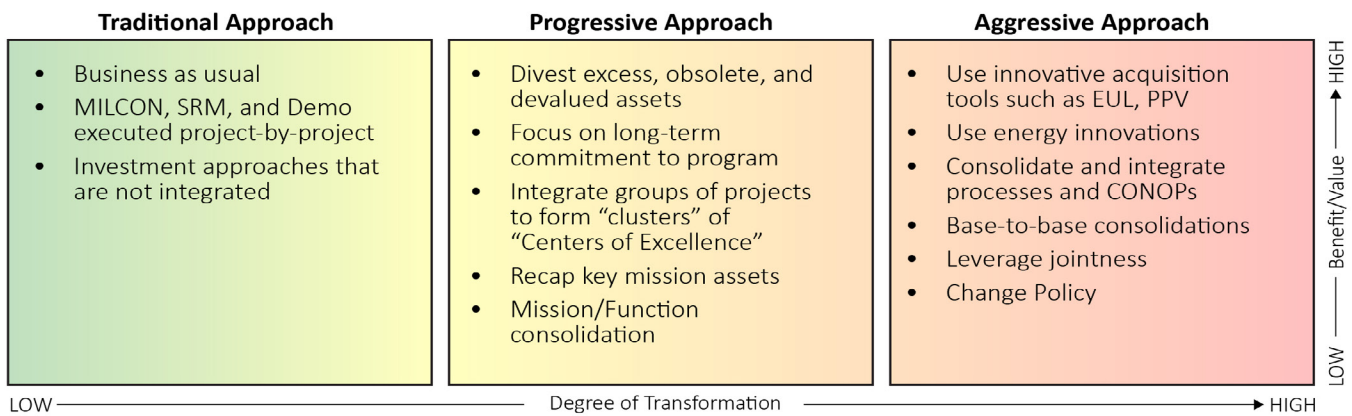 Traditional Approach
• Business as usual
• MILCON, SRM, and Demo
executed project-by-project
• Investment approaches that
are not integrated
Progressive Approach
• Divest excess, obsolete, and
devalued assets
• Focus on long-term
commitment to program
• Integrate groups of projects
to form “clusters” of
“Centers of Excellence”
• Recap key mission assets
• Mission/Function
consolidation
Aggressive Approach
• Use innovative acquisition
tools such as EUL, PPV
• Use energy innovations
• Consolidate and integrate
processes and CONOPs
• Base-to-base consolidations
• Leverage jointness
• Change Policy
LOW Benefit/Value HIGH
LOW Degree of Transformation HIGH